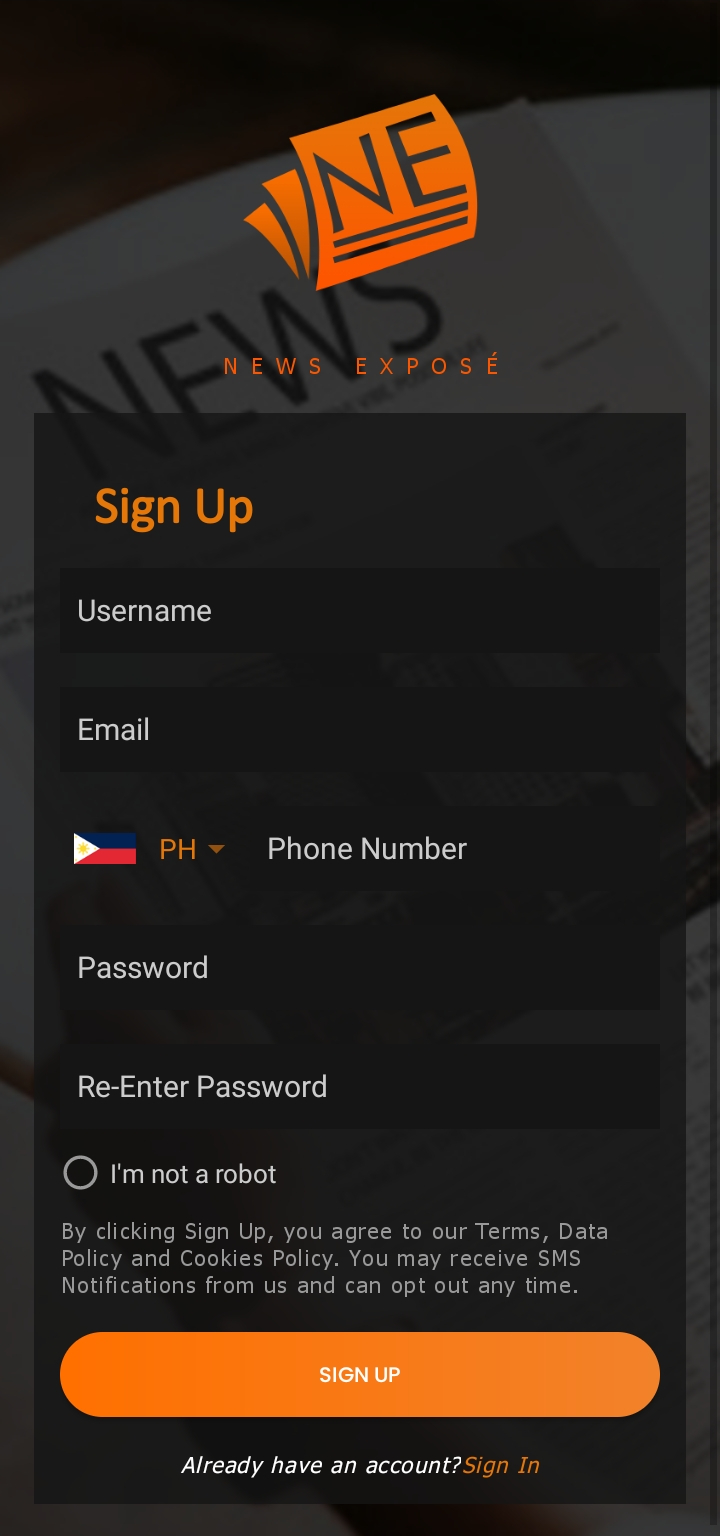 NE
NEWS
NEWS EXPOSÉ
Sign Up
Username
Email
PH Phone Number
Password
Re-Enter Password
I'm not a robot
By clicking Sign Up, you agree to our Terms, Data
Policy and Cookies Policy. You may receive SMS
Notifications from us and can opt out any time.
SIGN UP
Already have an account?Sign In